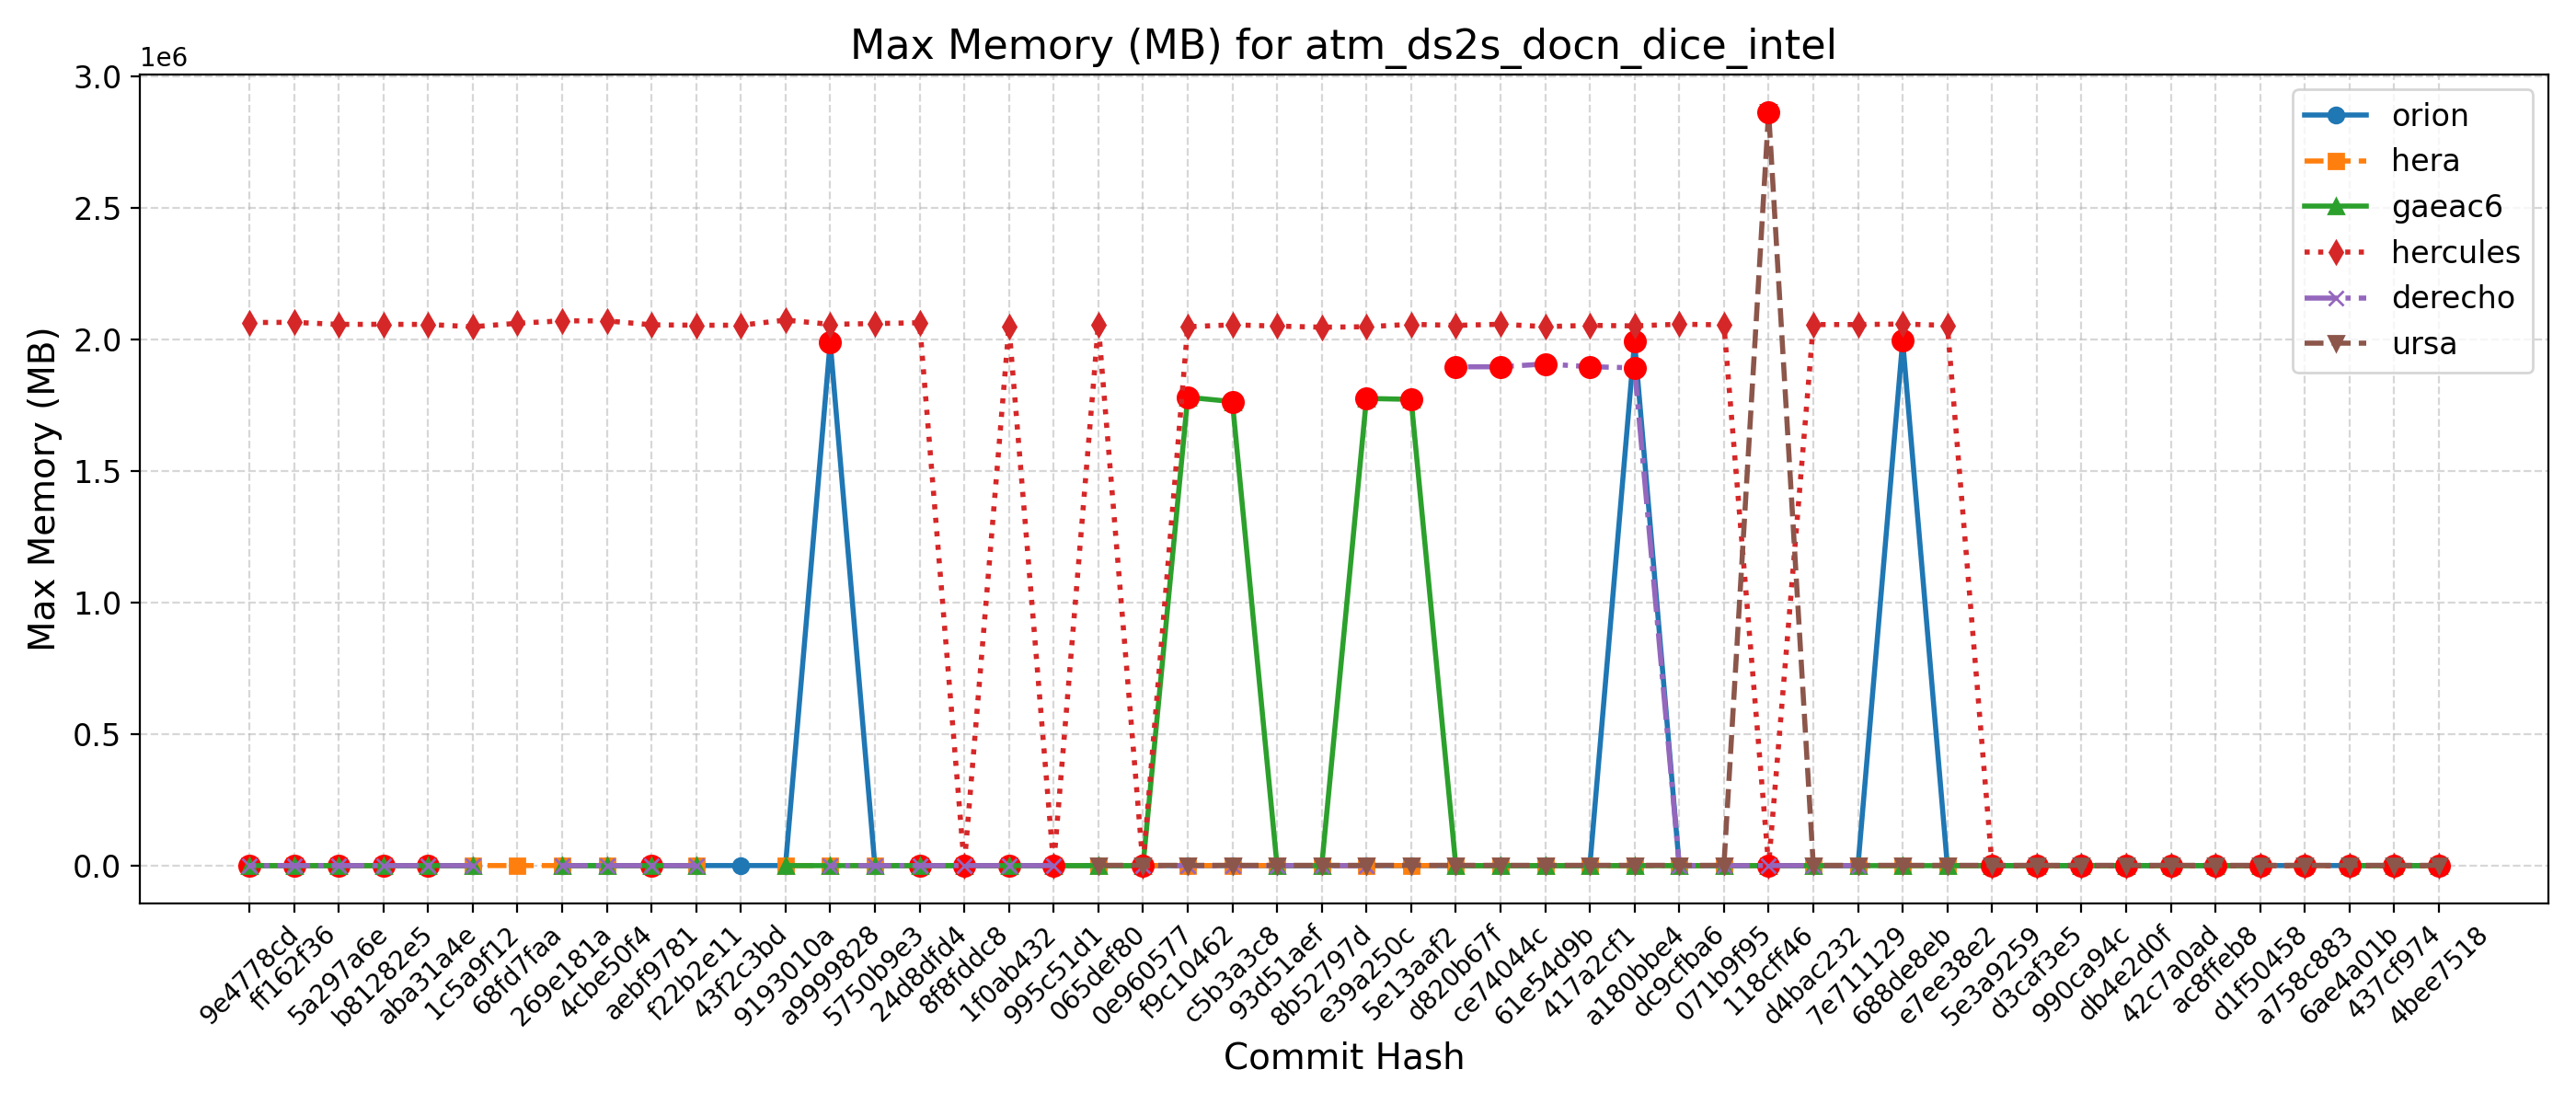 Max Memory (MB) for atm_ds2s_docn_dice_intel
1e6
3.0
2.5
2.0
1.5
1.0
0.5
0.0
Max Memory (MB)
orion
hera
gaeac6
hercules
derecho
ursa
9e4778cd
ff162f36
5a297a6e
b81282e5
aba31a4e
1c5a9f12
68fd7faa
269e181a
4cbe50f4
aebf9781
f22b2e11
43f2c3bd
9193010a
a9999828
5750b9e3
24d8dfd4
8f8fddc8
1f0ab432
995c51d1
065def80
0e960577
f9c10462
c5b3a3c8
93d51aef
8b52797d
e39a250c
5e13aaf2
d820b67f
ce74044c
61e54d9b
417a2cf1
a180bbe4
dc9cfba6
071b9f95
118cff46
d4bac232
7e711129
688de8eb
e7ee38e2
5e3a9259
d3caf3e5
990ca94c
db4e2d0f
42c7a0ad
ac8ffeb8
d1f50458
a758c883
6ae4a01b
437cf974
4bee7518
Commit Hash